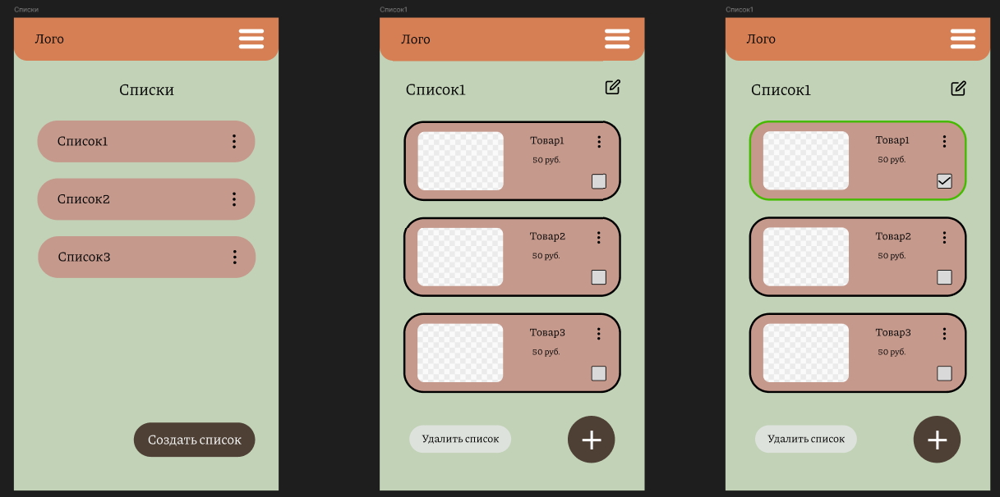 Списки
Лого
Списки
Список1
Список2
Список3
Создать список
Список1
Лого
Список1
Товар1
50 руб.
Товар2
50 руб.
Товар3
50 руб.
Удалить список
Список1
Лого
Список1
Товар1
50 руб.
Товар2
50 руб.
Товар3
50 руб.
Удалить список